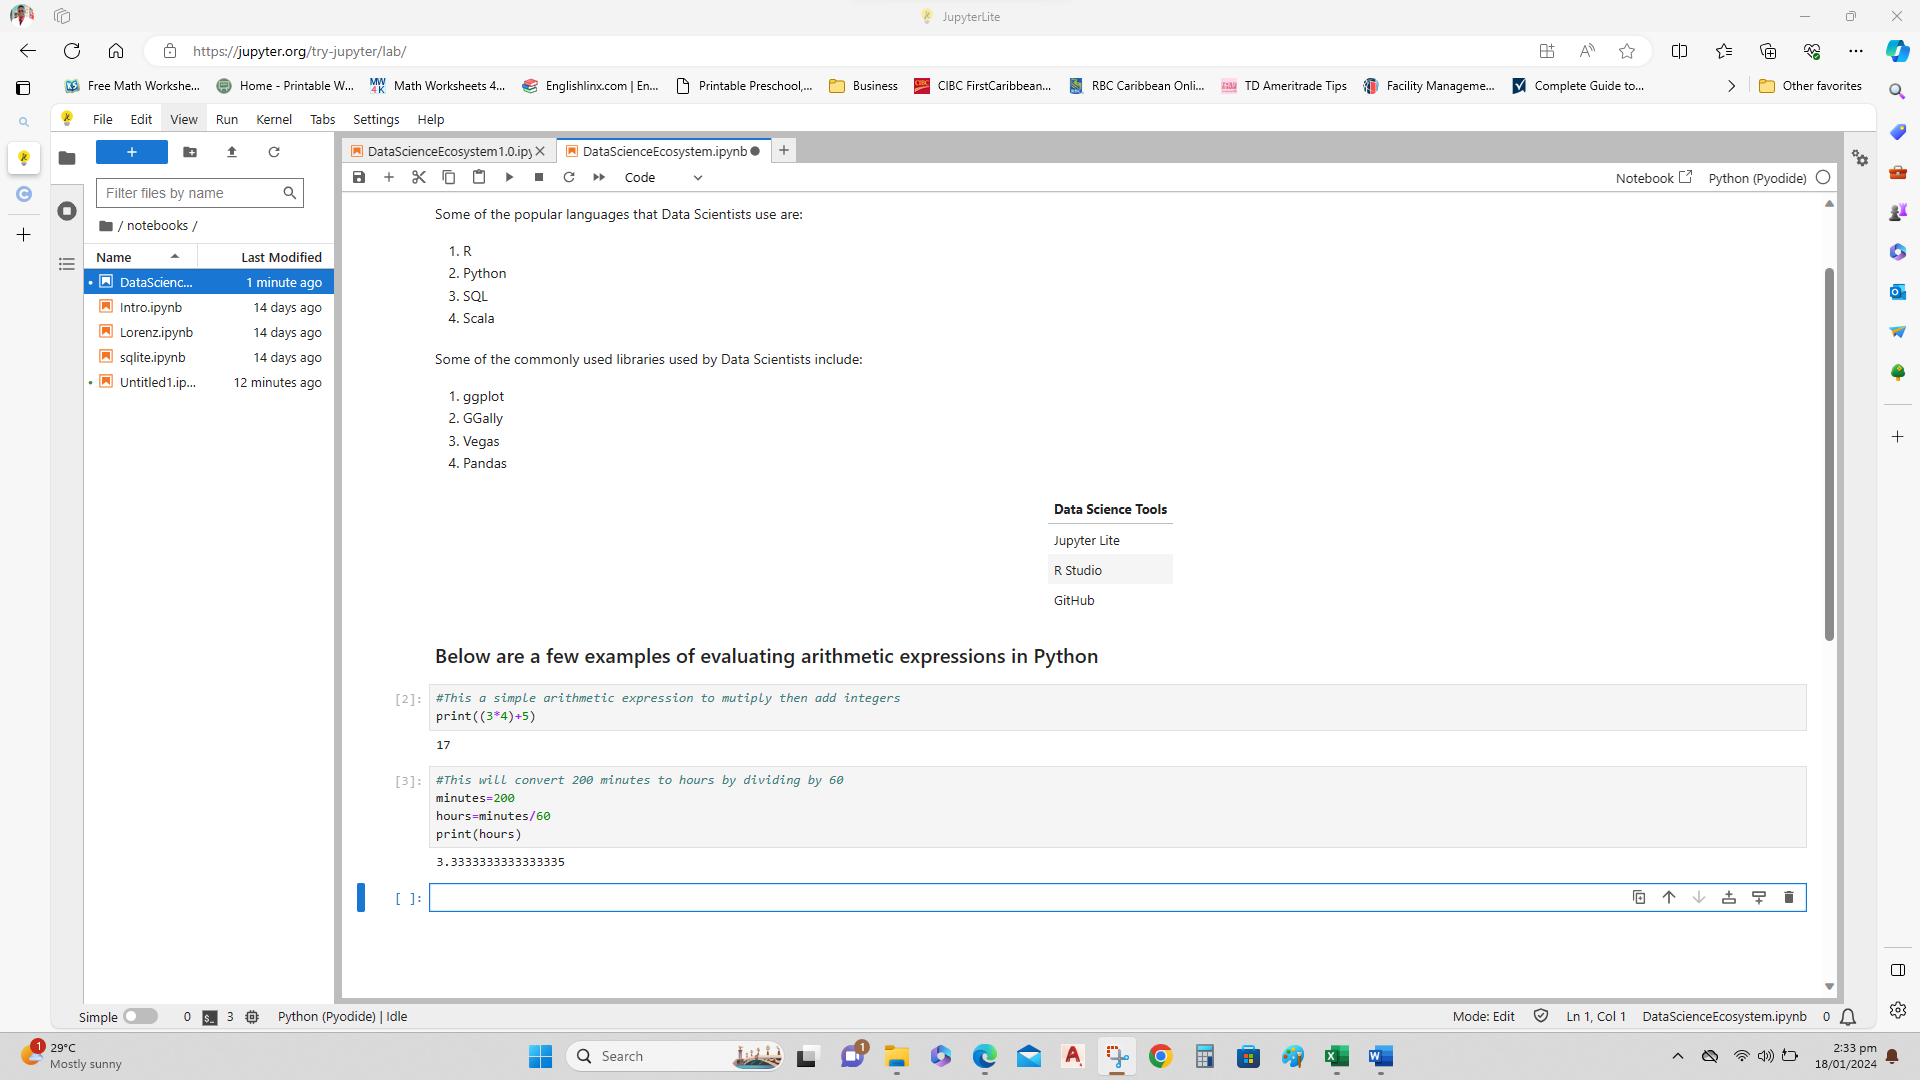 JupyterLite
https://jupyter.org/try-jupyter/lab/
Free Math Workshe... Home - Printable W... Math Worksheets 4... Englishlinx.com | En... Printable Preschool,... Business CIBC FirstCaribbean... RBC Caribbean Onli... TD Ameritrade Tips Facility Manageme... Complete Guide to... Other favorites
File Edit View Run Kernel Tabs Settings Help
DataScienceEcosystem1.0.ipy DataScienceEcosystem.ipynb
Code Notebook Python (Pyodide)
Filter files by name
/ notebooks /
Name Last Modified
DataScienc... 1 minute ago
Intro.ipynb 14 days ago
Lorenz.ipynb 14 days ago
sqlite.ipynb 14 days ago
Untitled1.ip... 12 minutes ago
Some of the popular languages that Data Scientists use are:
1. R
2. Python
3. SQL
4. Scala
Some of the commonly used libraries used by Data Scientists include:
1. ggplot
2. GGally
3. Vegas
4. Pandas
Data Science Tools
Jupyter Lite
R Studio
GitHub
Below are a few examples of evaluating arithmetic expressions in Python
[2]: #This a simple arithmetic expression to mutiply then add integers
print((3*4)+5)
17
[3]: #This will convert 200 minutes to hours by dividing by 60
minutes=200
hours=minutes/60
print(hours)
3.3333333333333335
[ ]:
Simple 0 3 Python (Pyodide) | Idle Mode: Edit Ln 1, Col 1 DataScienceEcosystem.ipynb 0
1 29°C
Mostly sunny
Search
1
2:33 pm
18/01/2024